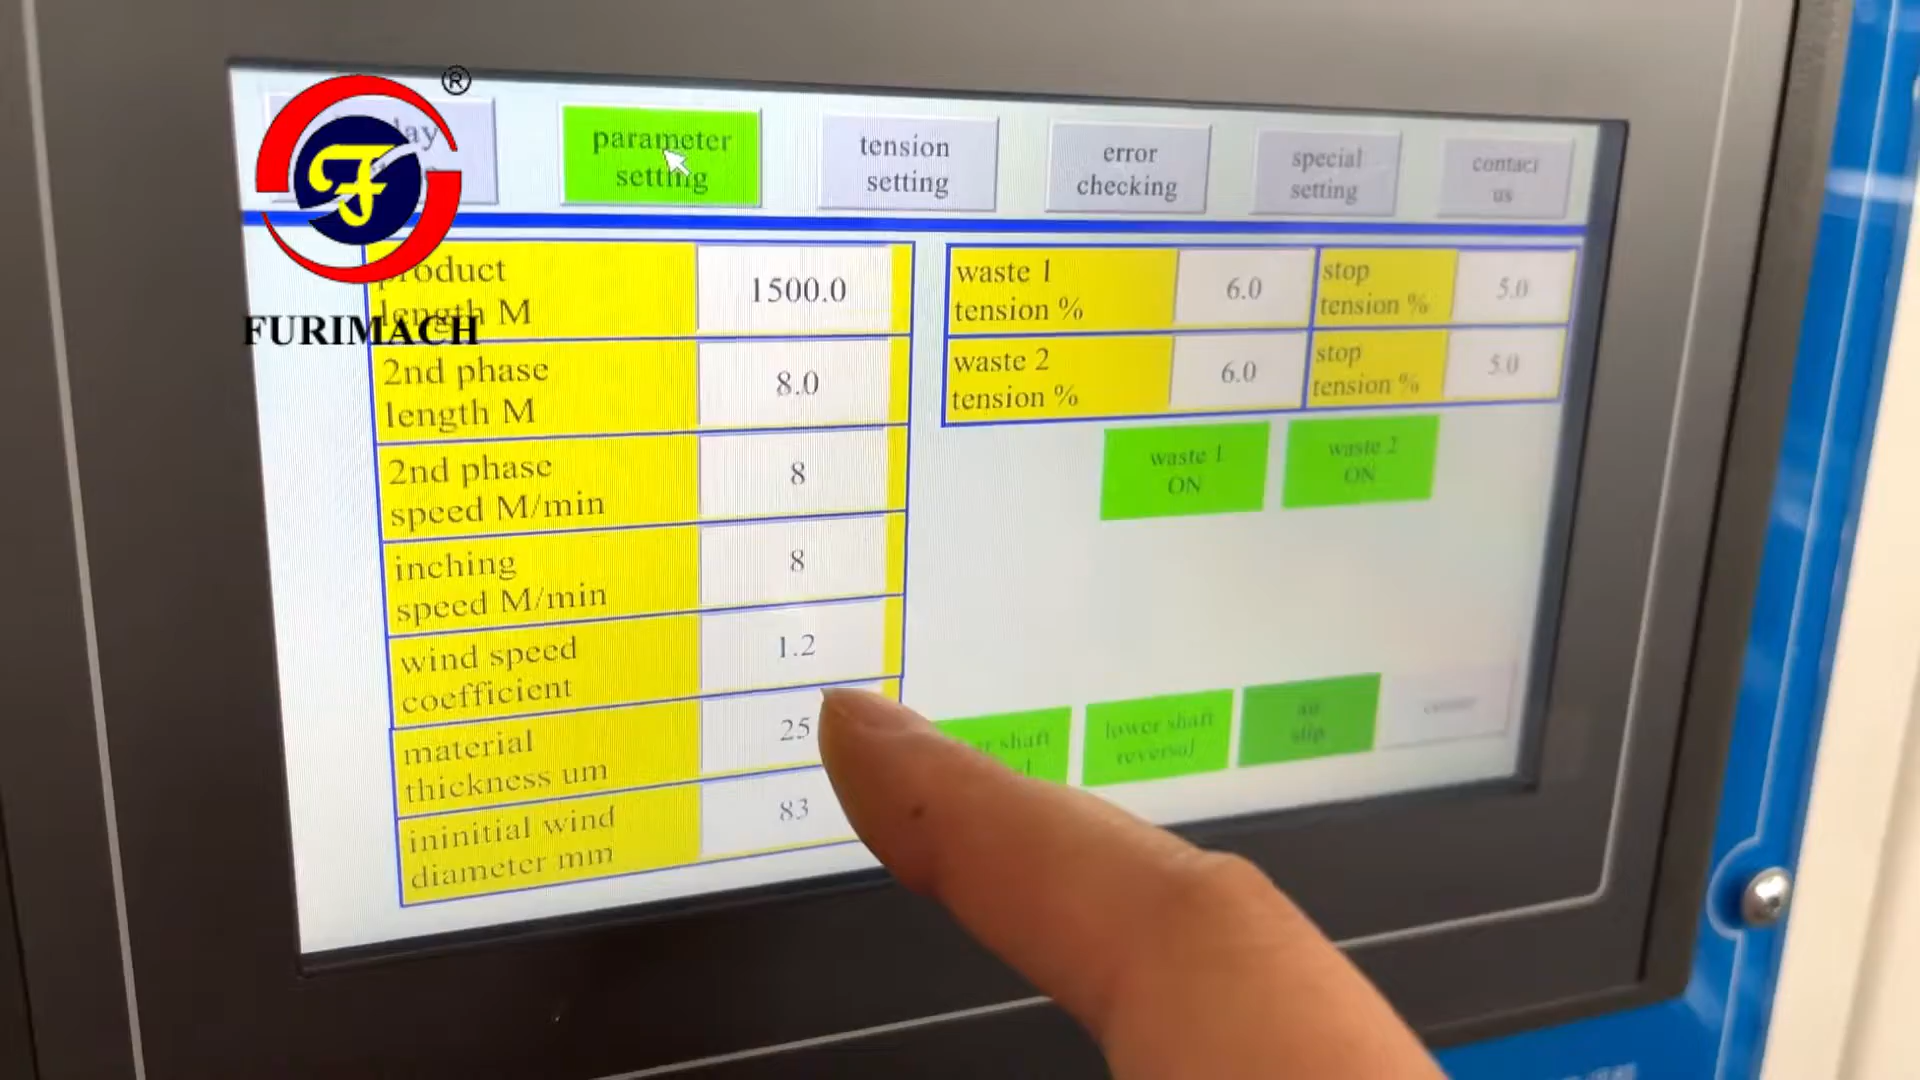 ®
FURIMACH
parameter
setting
tension
setting
error
checking
special
setting
contact
us
product
length M
1500.0
2nd phase
length M
8.0
2nd phase
speed M/min
8
inching
speed M/min
8
wind speed
coefficient
1.2
material
thickness um
25
ininitial wind
diameter mm
83
waste 1
tension %
6.0
stop
tension %
5.0
waste 2
tension %
6.0
stop
tension %
5.0
waste 1
ON
waste 2
ON
shaft
lower shaft
reversal
slip